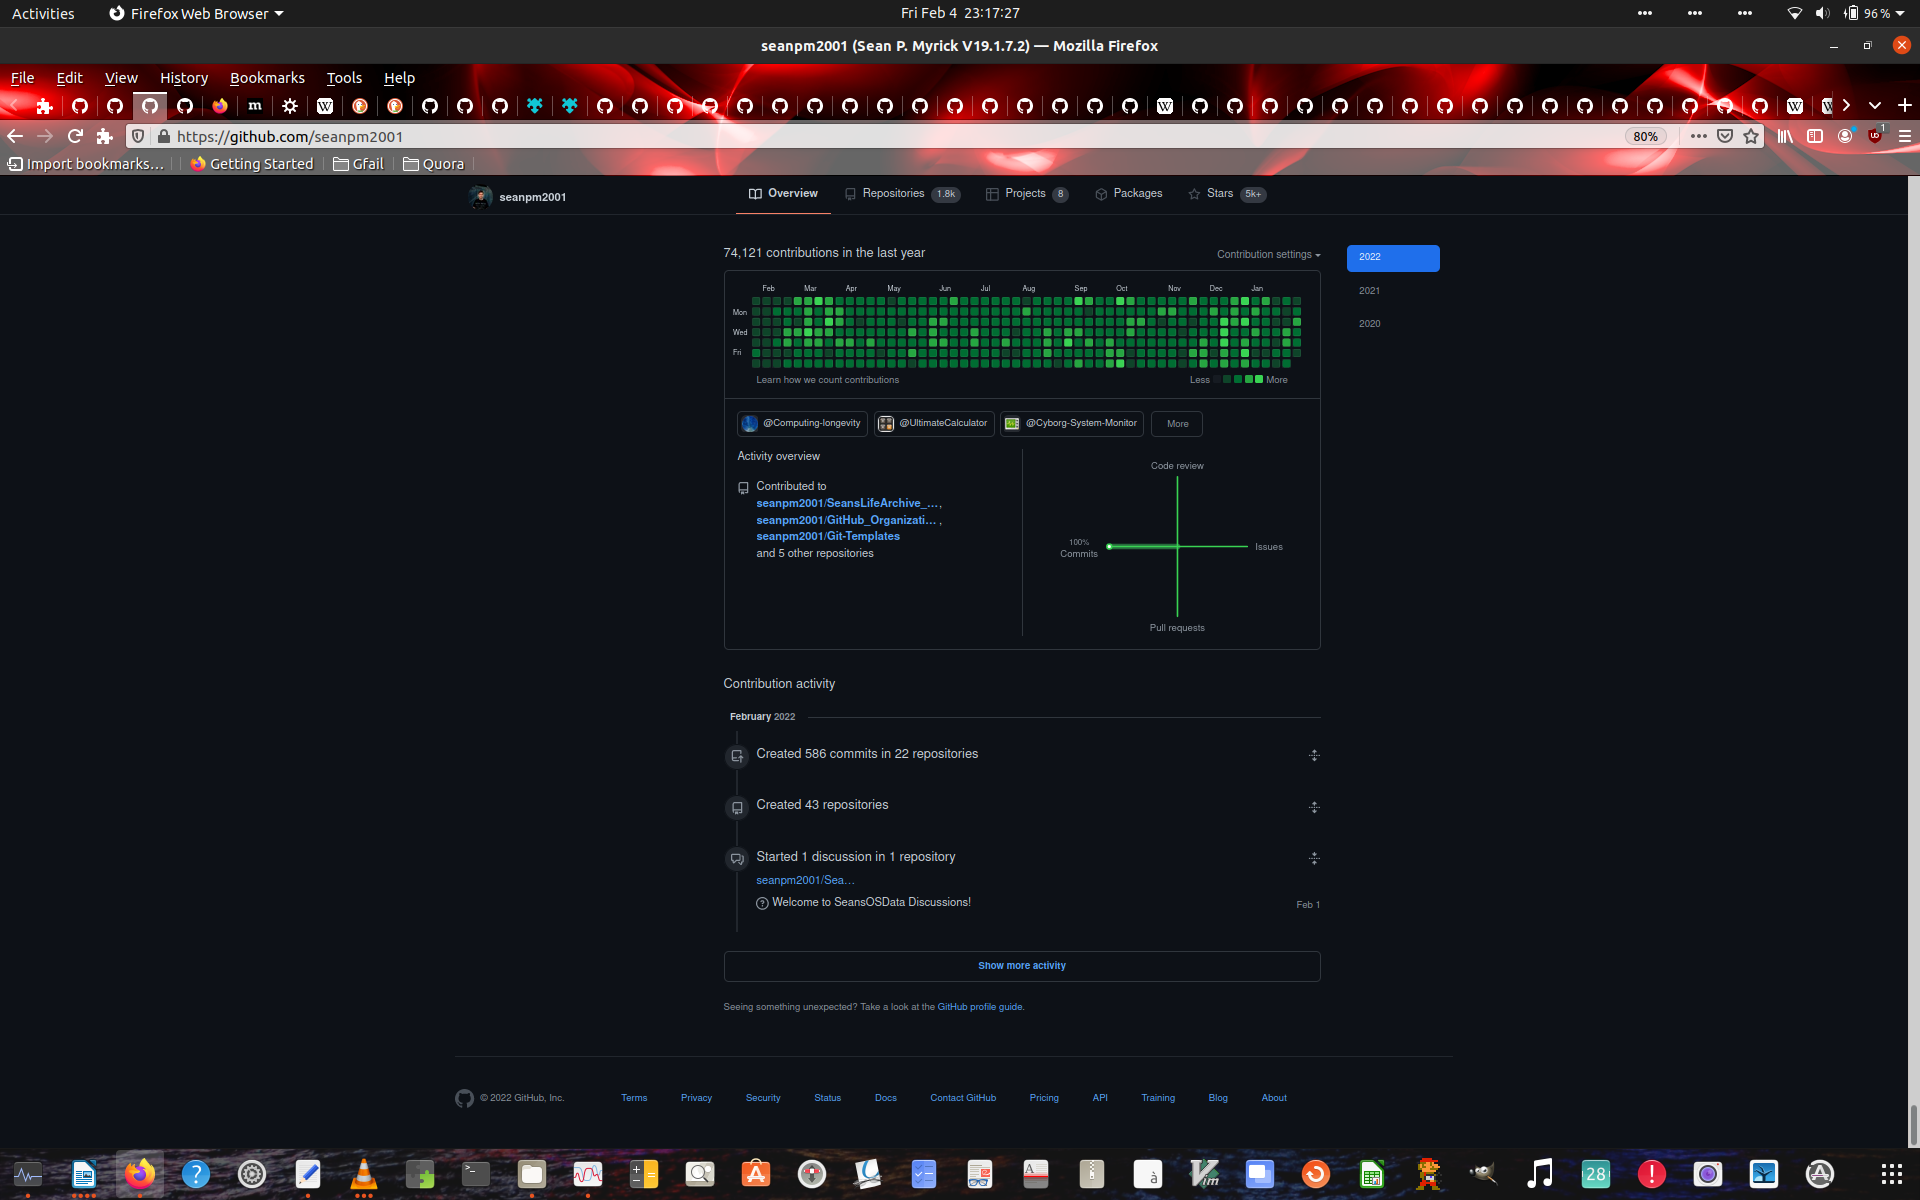 Activities
Firefox Web Browser
Fri Feb 4 23:17:27
96 %
seanpm2001 (Sean P. Myrick V19.1.7.2) — Mozilla Firefox
File Edit View History Bookmarks Tools Help
https://github.com/seanpm2001
80%
1
Import bookmarks...
Getting Started
Gfail
Quora
seanpm2001
Overview
Repositories 1.8k
Projects 8
Packages
Stars 5k+
74,121 contributions in the last year
Contribution settings
2022
2021
2020
Feb Mar Apr May Jun Jul Aug Sep Oct Nov Dec Jan
Mon
Wed
Fri
Learn how we count contributions
Less
More
@Computing-longevity
@UltimateCalculator
@Cyborg-System-Monitor
More
Activity overview
Contributed to
seanpm2001/SeansLifeArchive_...,
seanpm2001/GitHub_Organizati... ,
seanpm2001/Git-Templates
and 5 other repositories
Code review
100%
Commits
Issues
Pull requests
Contribution activity
February 2022
Created 586 commits in 22 repositories
Created 43 repositories
Started 1 discussion in 1 repository
seanpm2001/Sea...
Welcome to SeansOSData Discussions!
Feb 1
Show more activity
Seeing something unexpected? Take a look at the GitHub profile guide.
© 2022 GitHub, Inc.
Terms
Privacy
Security
Status
Docs
Contact GitHub
Pricing
API
Training
Blog
About
28